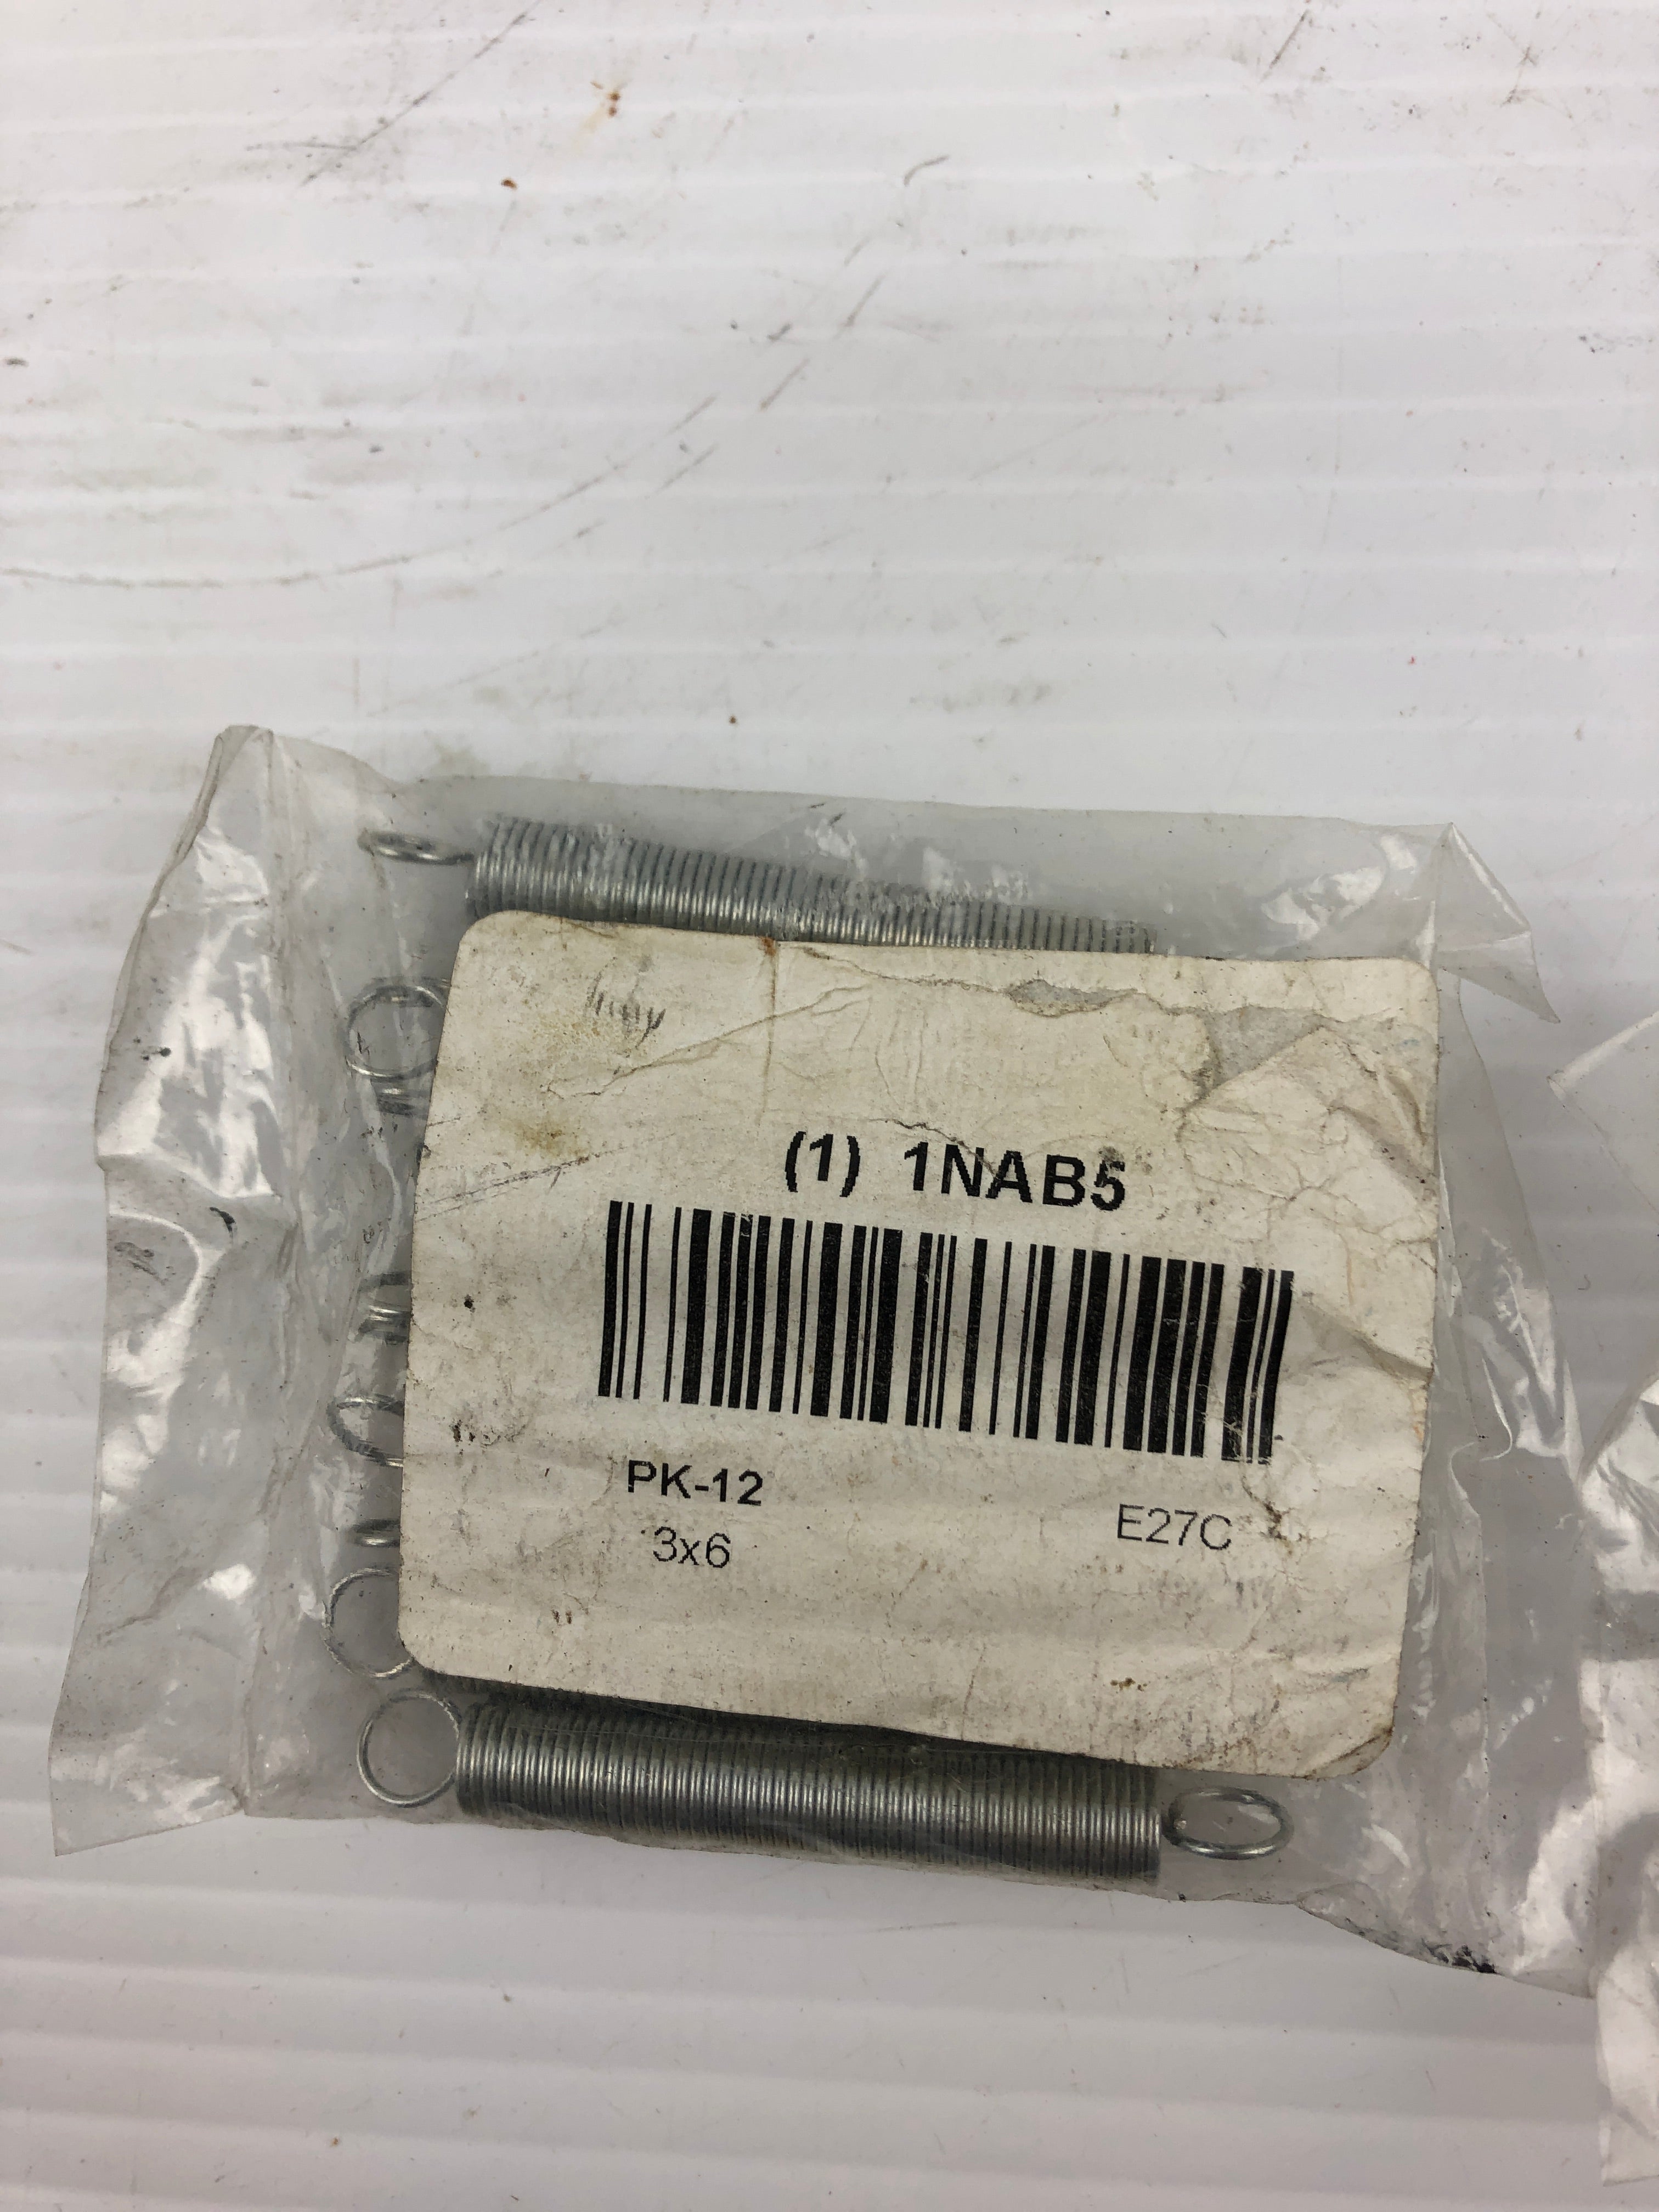 (1) 1NAB5
PK-12
3x6
E27C